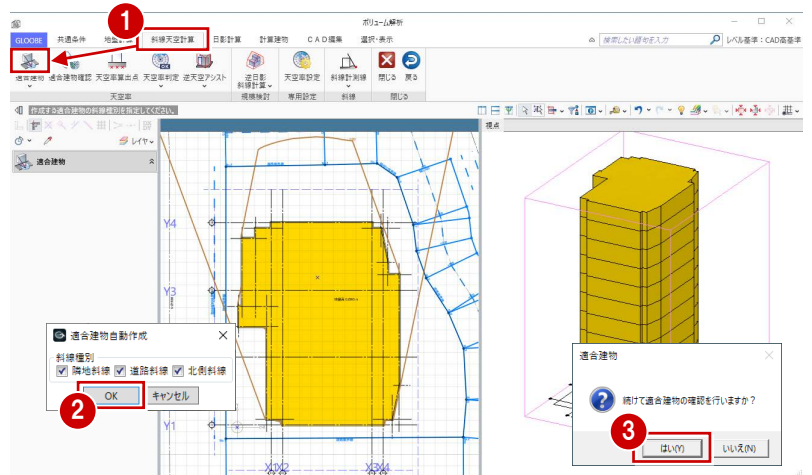 ボリューム解析
1
GLOOBE 共通条件 斜線天空計算 日影計算 計算建物 CAD編集 選択・表示
検索したい語句を入力 レベル基準：CAD高基準
適合建物 適合建物確認 天空率算出点 天空率判定 逆天空アシスト 逆日影斜線計算 天空率設定 斜線計測線 閉じる 戻る
天空率 規模検討 専用設定 斜線 閉じる
作成する適合建物の斜線種別を指定してください。
視点
レイヤ
適合建物
Y4
Y3
適合建物自動作成
斜線種別
隣地斜線 道路斜線 北側斜線
OK キャンセル
2
Y1
X1X2 X3X4
適合建物
続けて適合建物の確認を行いますか？
3
はい(Y) いいえ(N)